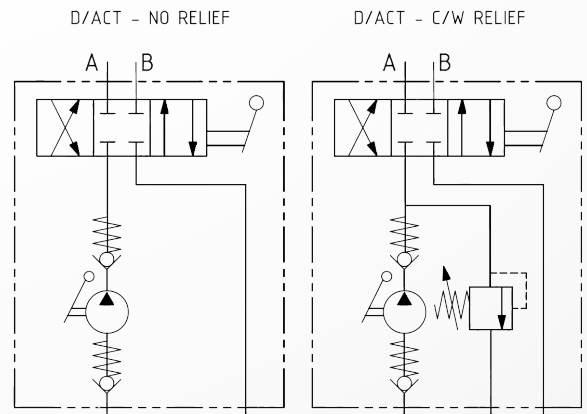 D/ACT - NO RELIEF
D/ACT - C/W RELIEF
A B
A B